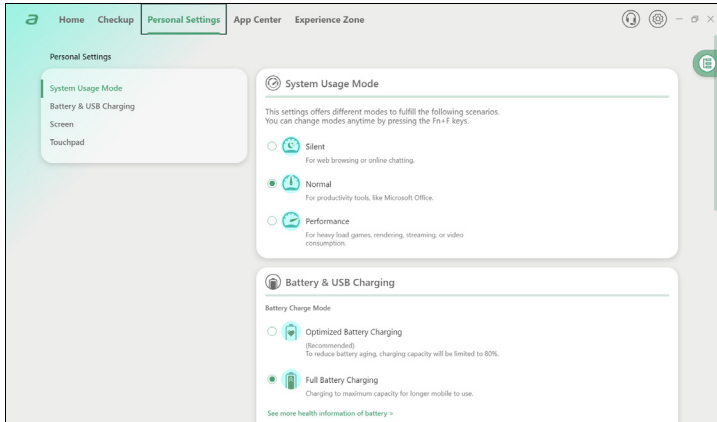 a Home Checkup Personal Settings App Center Experience Zone
Personal Settings
System Usage Mode
Battery & USB Charging
Screen
Touchpad
System Usage Mode
This settings offers different modes to fulfill the following scenarios.
You can change modes anytime by pressing the Fn+F keys.
Silent
For web browsing or online chatting.
Normal
For productivity tools, like Microsoft Office.
Performance
For heavy load games, rendering, streaming, or video
consumption.
Battery & USB Charging
Battery Charge Mode
Optimized Battery Charging
(Recommended)
To reduce battery aging, charging capacity will be limited to 80%.
Full Battery Charging
Charging to maximum capacity for longer mobile to use.
See more health information of battery >